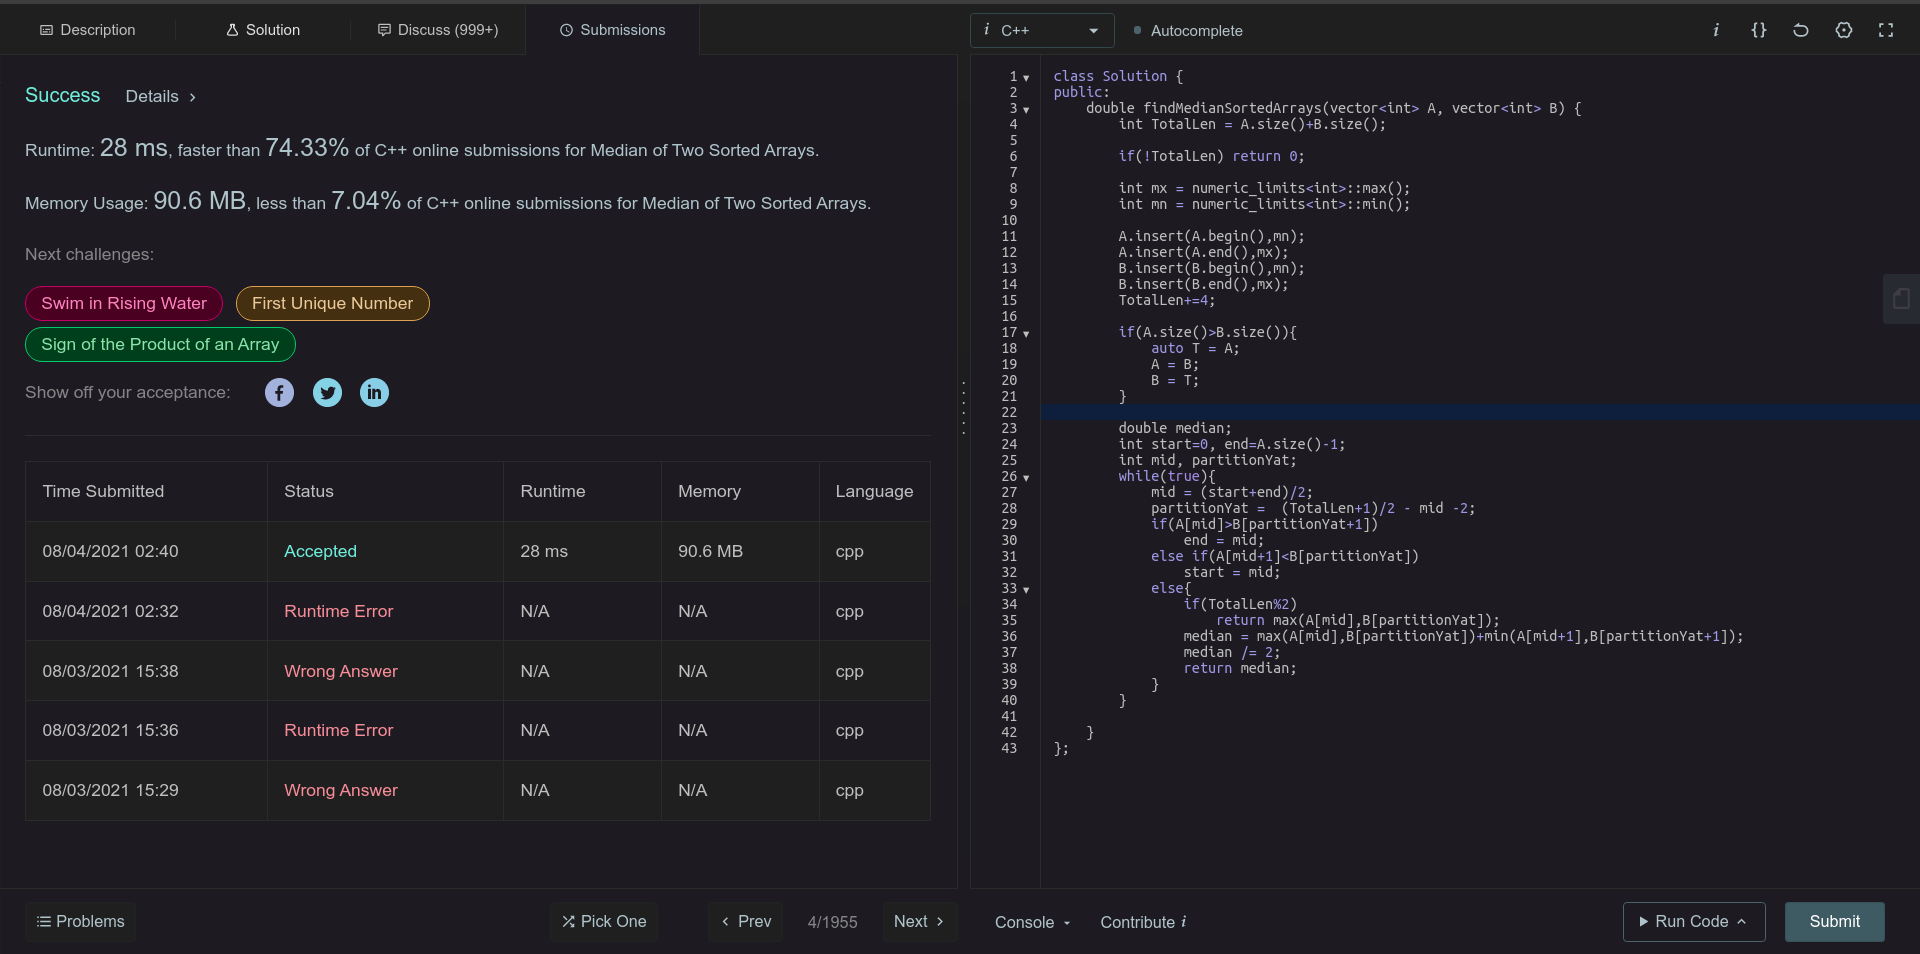 Description
Solution
Discuss (999+)
Submissions
Success
Details
Runtime: 28 ms, faster than 74.33% of C++ online submissions for Median of Two Sorted Arrays.
Memory Usage: 90.6 MB, less than 7.04% of C++ online submissions for Median of Two Sorted Arrays.
Next challenges:
Swim in Rising Water
First Unique Number
Sign of the Product of an Array
Show off your acceptance:
Time Submitted Status Runtime Memory Language
08/04/2021 02:40 Accepted 28 ms 90.6 MB cpp
08/04/2021 02:32 Runtime Error N/A N/A cpp
08/03/2021 15:38 Wrong Answer N/A N/A cpp
08/03/2021 15:36 Runtime Error N/A N/A cpp
08/03/2021 15:29 Wrong Answer N/A N/A cpp
Problems
Pick One
Prev
4/1955
Next
i C++
Autocomplete
i {}
1 class Solution {
2 public:
3     double findMedianSortedArrays(vector<int> A, vector<int> B) {
4         int TotalLen = A.size()+B.size();
5
6         if(!TotalLen) return 0;
7
8         int mx = numeric_limits<int>::max();
9         int mn = numeric_limits<int>::min();
10
11         A.insert(A.begin(),mn);
12         A.insert(A.end(),mx);
13         B.insert(B.begin(),mn);
14         B.insert(B.end(),mx);
15         TotalLen+=4;
16
17         if(A.size()>B.size()){
18             auto T = A;
19             A = B;
20             B = T;
21         }
22
23         double median;
24         int start=0, end=A.size()-1;
25         int mid, partitionYat;
26         while(true){
27             mid = (start+end)/2;
28             partitionYat =  (TotalLen+1)/2 - mid -2;
29             if(A[mid]>B[partitionYat+1])
30                 end = mid;
31             else if(A[mid+1]<B[partitionYat])
32                 start = mid;
33             else{
34                 if(TotalLen%2)
35                     return max(A[mid],B[partitionYat]);
36                 median = max(A[mid],B[partitionYat])+min(A[mid+1],B[partitionYat+1]);
37                 median /= 2;
38                 return median;
39             }
40         }
41
42     }
43 };
Console
Contribute i
Run Code
Submit